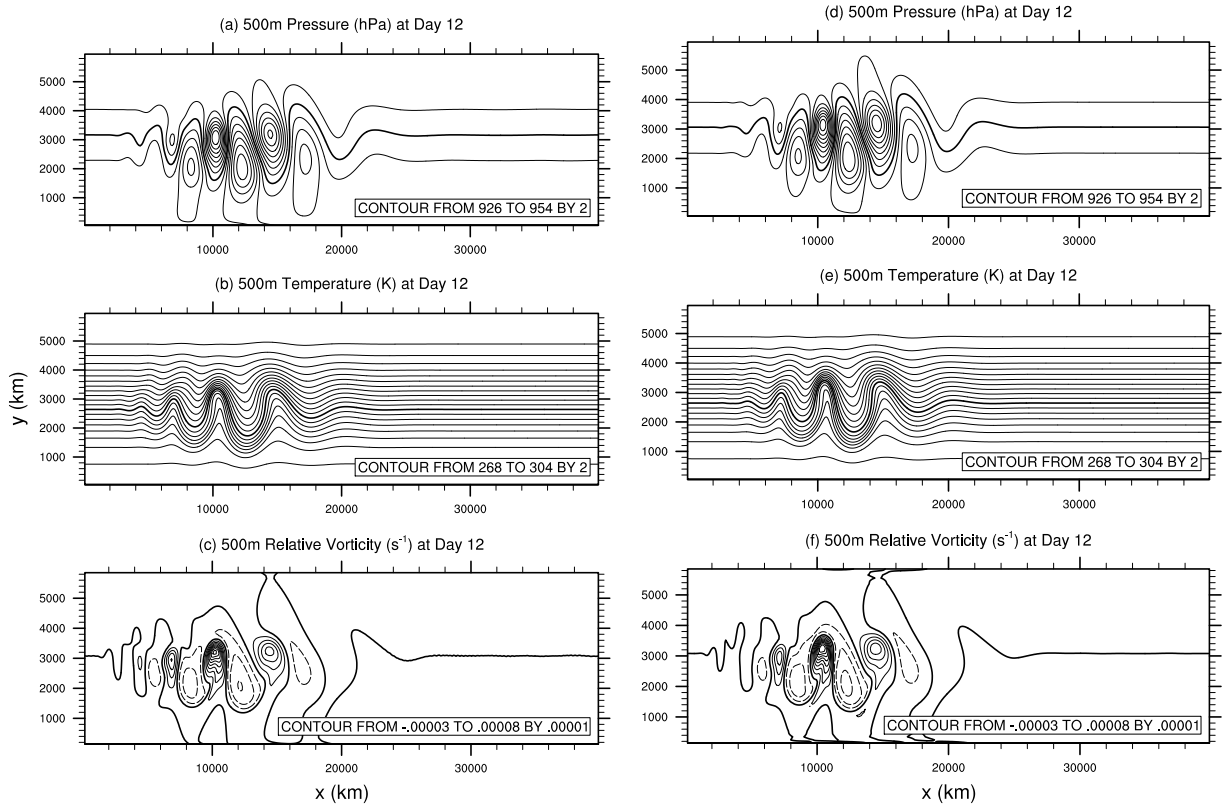 (a) 500m Pressure (hPa) at Day 12
5000
4000
3000
2000
1000
CONTOUR FROM 926 TO 954 BY 2
10000 20000 30000
(b) 500m Temperature (K) at Day 12
5000
4000
3000
2000
1000
y (km)
CONTOUR FROM 268 TO 304 BY 2
10000 20000 30000
(c) 500m Relative Vorticity (s-1) at Day 12
5000
4000
3000
2000
1000
CONTOUR FROM -.00003 TO .00008 BY .00001
10000 20000 30000
x (km)
(d) 500m Pressure (hPa) at Day 12
5000
4000
3000
2000
1000
CONTOUR FROM 926 TO 954 BY 2
10000 20000 30000
(e) 500m Temperature (K) at Day 12
5000
4000
3000
2000
1000
CONTOUR FROM 268 TO 304 BY 2
10000 20000 30000
(f) 500m Relative Vorticity (s-1) at Day 12
5000
4000
3000
2000
1000
CONTOUR FROM -.00003 TO .00008 BY .00001
10000 20000 30000
x (km)